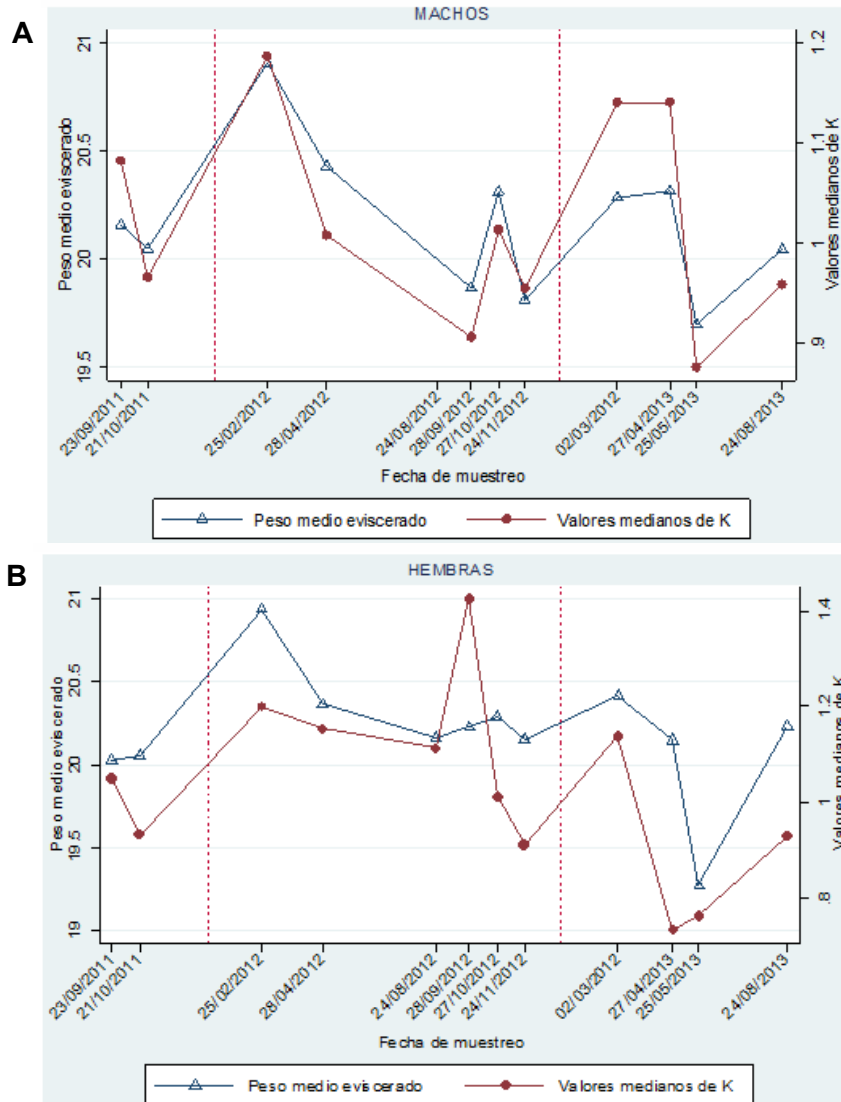 A
MACHOS
Peso medio eviscerado
21
20.5
20
19.5
Valores medianos de K
1.2
1.1
1
.9
23/09/2011
21/10/2011
25/02/2012
28/04/2012
24/08/2012
28/09/2012
27/10/2012
24/11/2012
02/03/2012
27/04/2013
25/05/2013
24/08/2013
Fecha de muestreo
Peso medio eviscerado
Valores medianos de K
B
HEMBRAS
Peso medio eviscerado
21
20.5
20
19.5
19
Valores medianos de K
1.4
1.2
1
.8
23/09/2011
21/10/2011
25/02/2012
28/04/2012
24/08/2012
28/09/2012
27/10/2012
24/11/2012
02/03/2012
27/04/2013
25/05/2013
24/08/2013
Fecha de muestreo
Peso medio eviscerado
Valores medianos de K